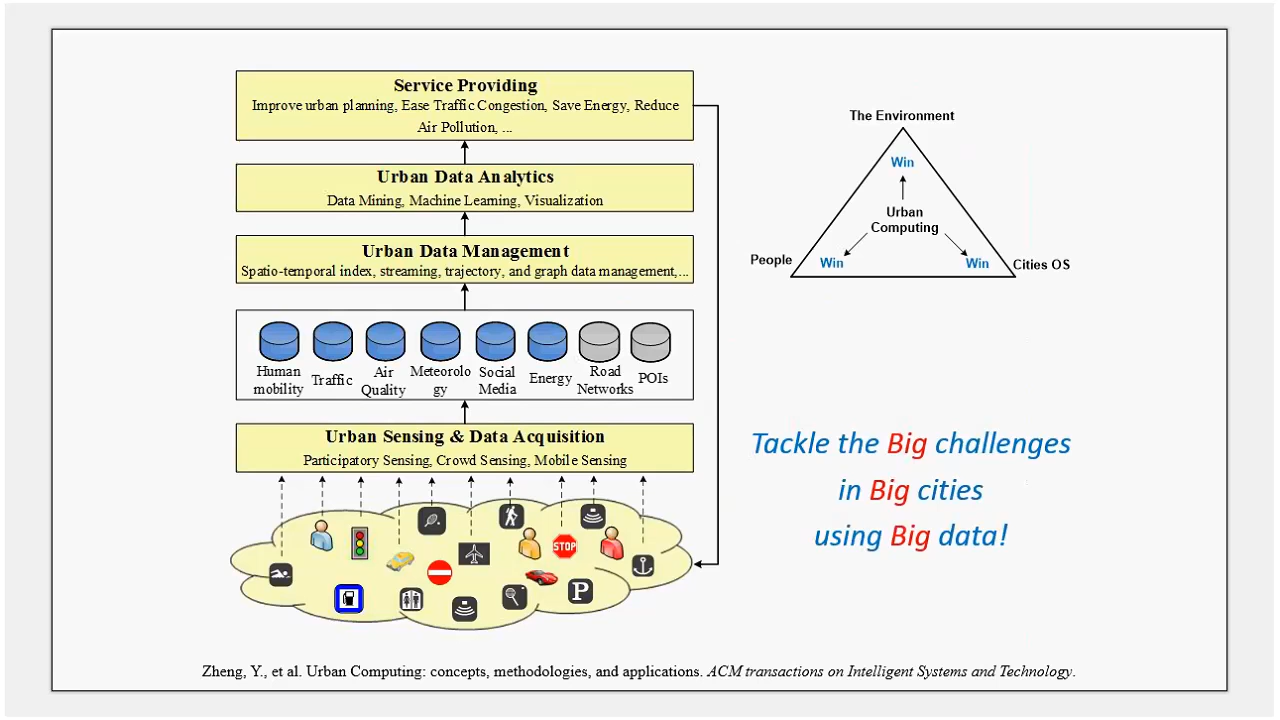 Service Providing
Improve urban planning, Ease Traffic Congestion, Save Energy, Reduce
Air Pollution, ...
Urban Data Analytics
Data Mining, Machine Learning, Visualization
Urban Data Management
Spatio-temporal index, streaming, trajectory, and graph data management,...
Human
mobility
Traffic
Air
Quality
Meteorolo
gy
Social
Media
Energy
Road
Networks
POIs
Urban Sensing & Data Acquisition
Participatory Sensing, Crowd Sensing, Mobile Sensing
STOP
P
The Environment
Win
Urban
Computing
People
Win
Win
Cities OS
Tackle the Big challenges
in Big cities
using Big data!
Zheng, Y., et al. Urban Computing: concepts, methodologies, and applications. ACM transactions on Intelligent Systems and Technology.